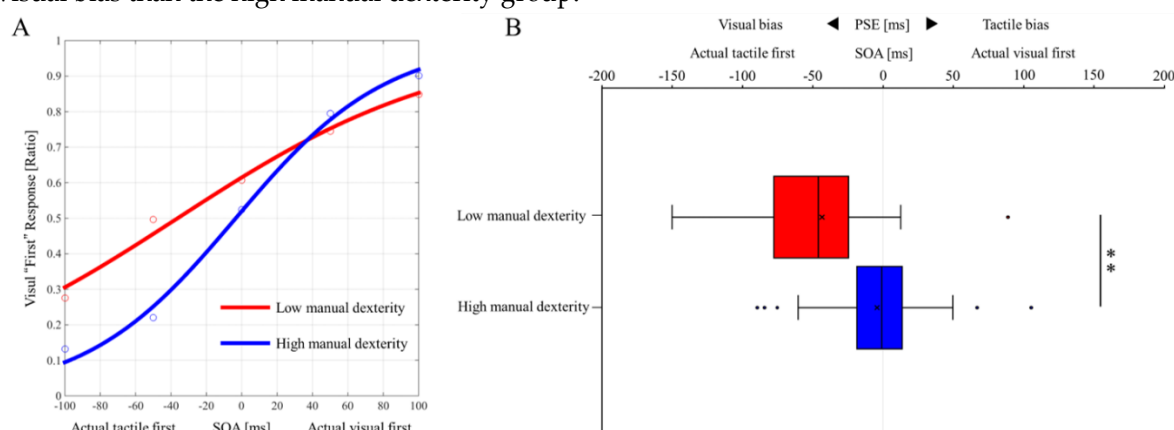 visual bias than the high manual dexterity group.
A
Visul “First” Response [Ratio]
1
0.9
0.8
0.7
0.6
0.5
0.4
0.3
0.2
0.1
0
-100 -80 -60 -40 -20 0 20 40 60 80 100
Actual tactile first SOA [ms] Actual visual first
Low manual dexterity
High manual dexterity
B
Visual bias ◀ PSE [ms] ▶ Tactile bias
Actual tactile first SOA [ms] Actual visual first
-200 -150 -100 -50 0 50 100 150 200
Low manual dexterity
High manual dexterity
**